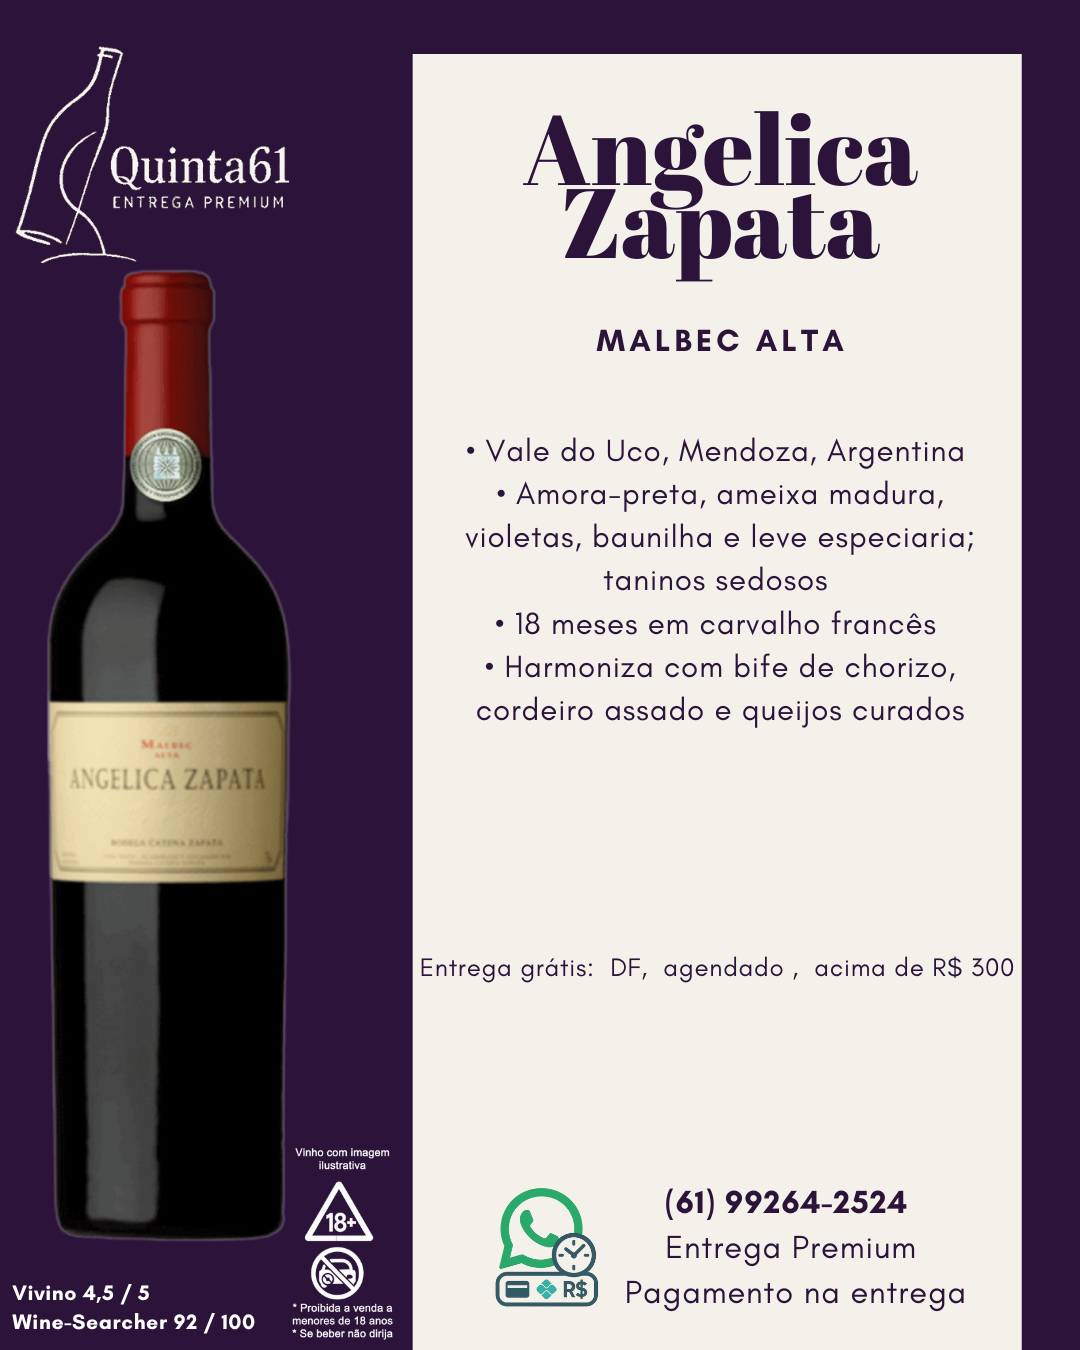 Quinta61
ENTREGA PREMIUM
Angelica
Zapata
MALBEC ALTA
• Vale do Uco, Mendoza, Argentina
• Amora-preta, ameixa madura,
violetas, baunilha e leve especiaria;
taninos sedosos
• 18 meses em carvalho francês
• Harmoniza com bife de chorizo,
cordeiro assado e queijos curados
MALBEC
ALTA
ANGELICA ZAPATA
BODEGA CATENA ZAPATA
Entrega grátis: DF, agendado , acima de R$ 300
Vinho com imagem
ilustrativa
18+
* Proibida a venda a
menores de 18 anos
* Se beber não dirija
Vivino 4,5 / 5
Wine-Searcher 92 / 100
R$
(61) 99264-2524
Entrega Premium
Pagamento na entrega